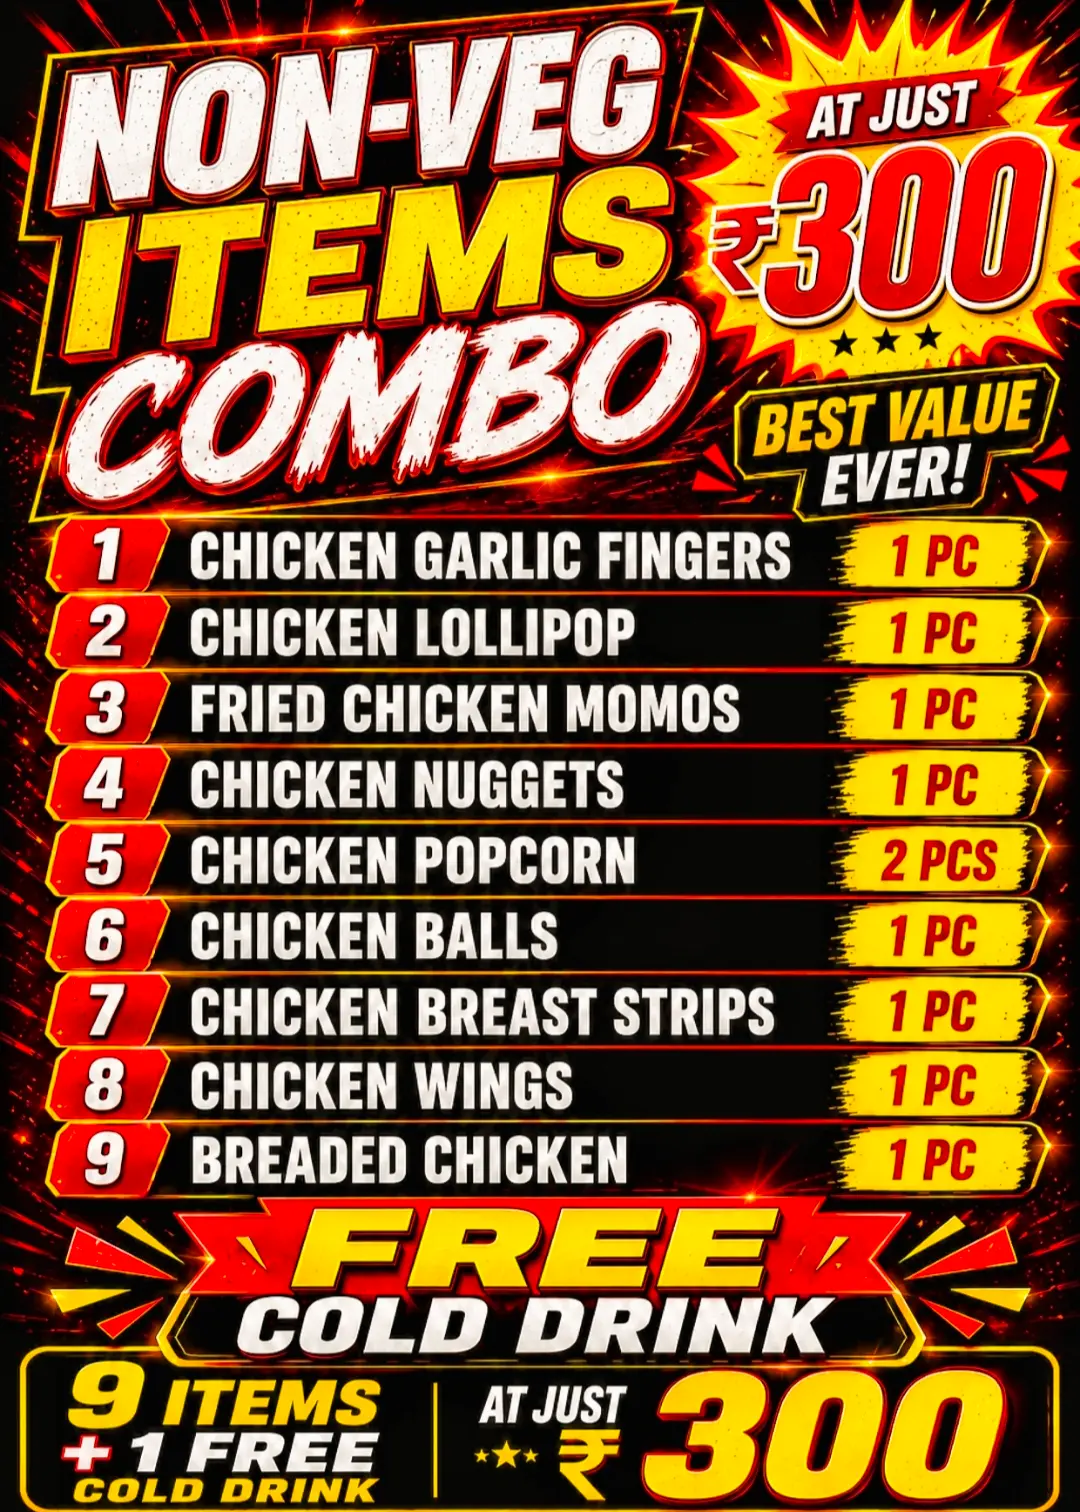 NON-VEG
ITEMS
COMBO
AT JUST
₹300
BEST VALUE
EVER!
1 CHICKEN GARLIC FINGERS 1 PC
2 CHICKEN LOLLIPOP 1 PC
3 FRIED CHICKEN MOMOS 1 PC
4 CHICKEN NUGGETS 1 PC
5 CHICKEN POPCORN 2 PCS
6 CHICKEN BALLS 1 PC
7 CHICKEN BREAST STRIPS 1 PC
8 CHICKEN WINGS 1 PC
9 BREADED CHICKEN 1 PC
FREE
COLD DRINK
9 ITEMS
+ 1 FREE
COLD DRINK
AT JUST
₹300